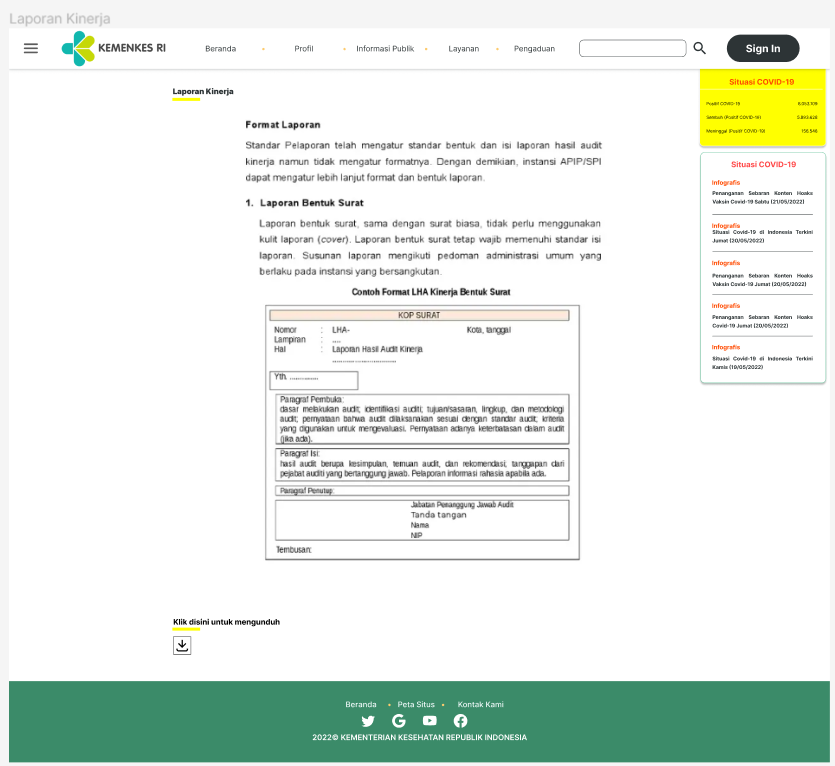 Laporan Kinerja
KEMENKES RI
Beranda • Profil • Informasi Publik • Layanan • Pengaduan
Sign In
Laporan Kinerja
Format Laporan
Standar Pelaporan telah mengatur standar bentuk dan isi laporan hasil audit
kinerja namun tidak mengatur formatnya. Dengan demikian, instansi APIP/SPI
dapat mengatur lebih lanjut format dan bentuk laporan.
1. Laporan Bentuk Surat
Laporan bentuk surat, sama dengan surat biasa, tidak perlu menggunakan
kulit laporan (cover). Laporan bentuk surat tetap wajib memenuhi standar isi
laporan. Susunan laporan mengikuti pedoman administrasi umum yang
berlaku pada instansi yang bersangkutan.
Contoh Format LHA Kinerja Bentuk Surat
KOP SURAT
Nomor : LHA- Kota, tanggal
Lampiran : ....
Hal : Laporan Hasil Audit Kinerja
..............................
Yth. ..............
Paragraf Pembuka:
dasar melakukan audit; identifikasi auditi; tujuan/sasaran, lingkup, dan metodologi
audit; pernyataan bahwa audit dilaksanakan sesuai dengan standar audit; kriteria
yang digunakan untuk mengevaluasi. Pernyataan adanya keterbatasan dalam audit
(jika ada).
Paragraf Isi:
hasil audit berupa kesimpulan, temuan audit, dan rekomendasi; tanggapan dari
pejabat auditi yang bertanggung jawab. Pelaporan informasi rahasia apabila ada.
Paragraf Penutup:
Jabatan Penanggung Jawab Audit
Tanda tangan
Nama
NIP
Tembusan:
Klik disini untuk mengunduh
Situasi COVID-19
Positif COVID-19
Sembuh (Positif COVID-19) 5.893.628
Meninggal (Positif COVID-19) 156.548
Situasi COVID-19
Infografis
Penanganan Sebaran Konten Hoaks
Vaksin Covid-19 Sabtu (21/05/2022)
Infografis
Situasi Covid-19 di Indonesia Terkini
Jumat (20/05/2022)
Infografis
Penanganan Sebaran Konten Hoaks
Vaksin Covid-19 Jumat (20/05/2022)
Infografis
Penanganan Sebaran Konten Hoaks
Covid-19 Jumat (20/05/2022)
Infografis
Situasi Covid-19 di Indonesia Terkini
Kamis (19/05/2022)
Beranda • Peta Situs • Kontak Kami
2022© KEMENTERIAN KESEHATAN REPUBLIK INDONESIA